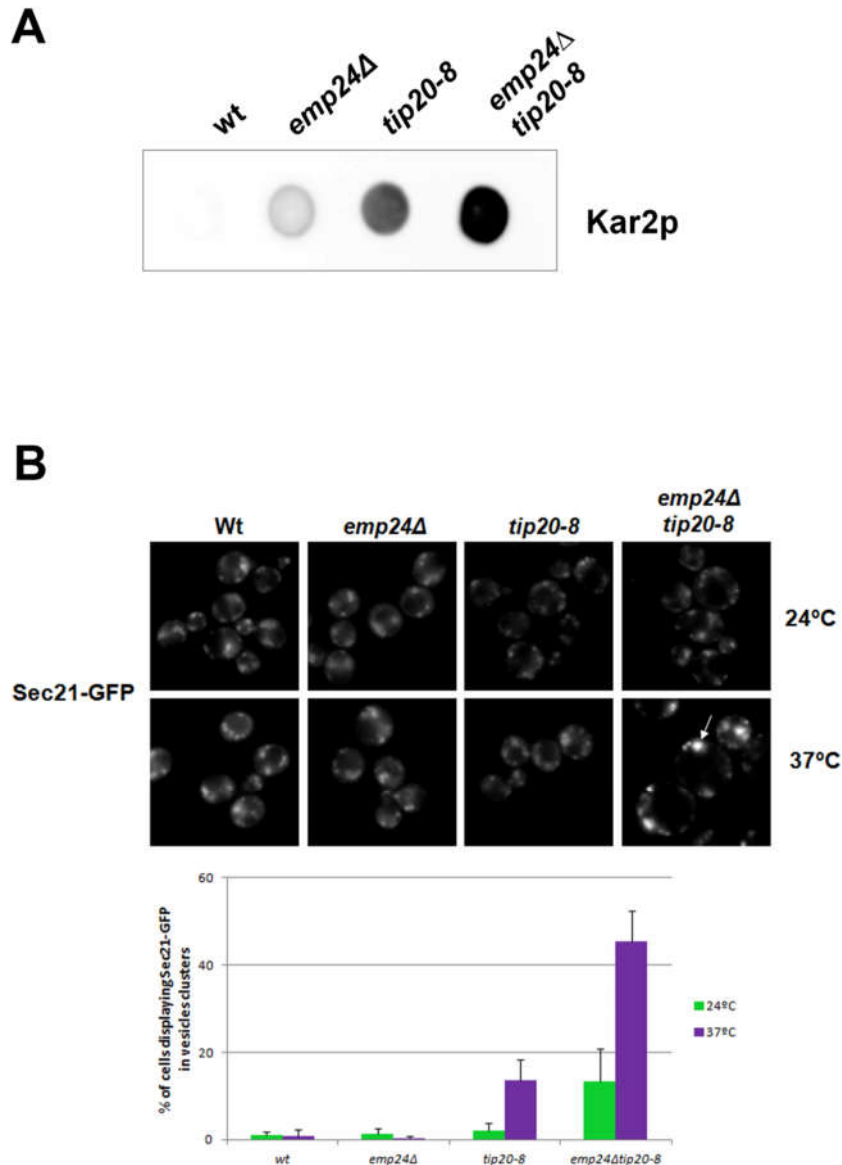 A
wt
emp24Δ
tip20-8
emp24Δ
tip20-8
Kar2p
B
Wt
emp24Δ
tip20-8
emp24Δ
tip20-8
24ºC
Sec21-GFP
37ºC
% of cells displaying Sec21-GFP
in vesicles clusters
60
40
20
0
24ºC
37ºC
wt
emp24Δ
tip20-8
emp24Δtip20-8